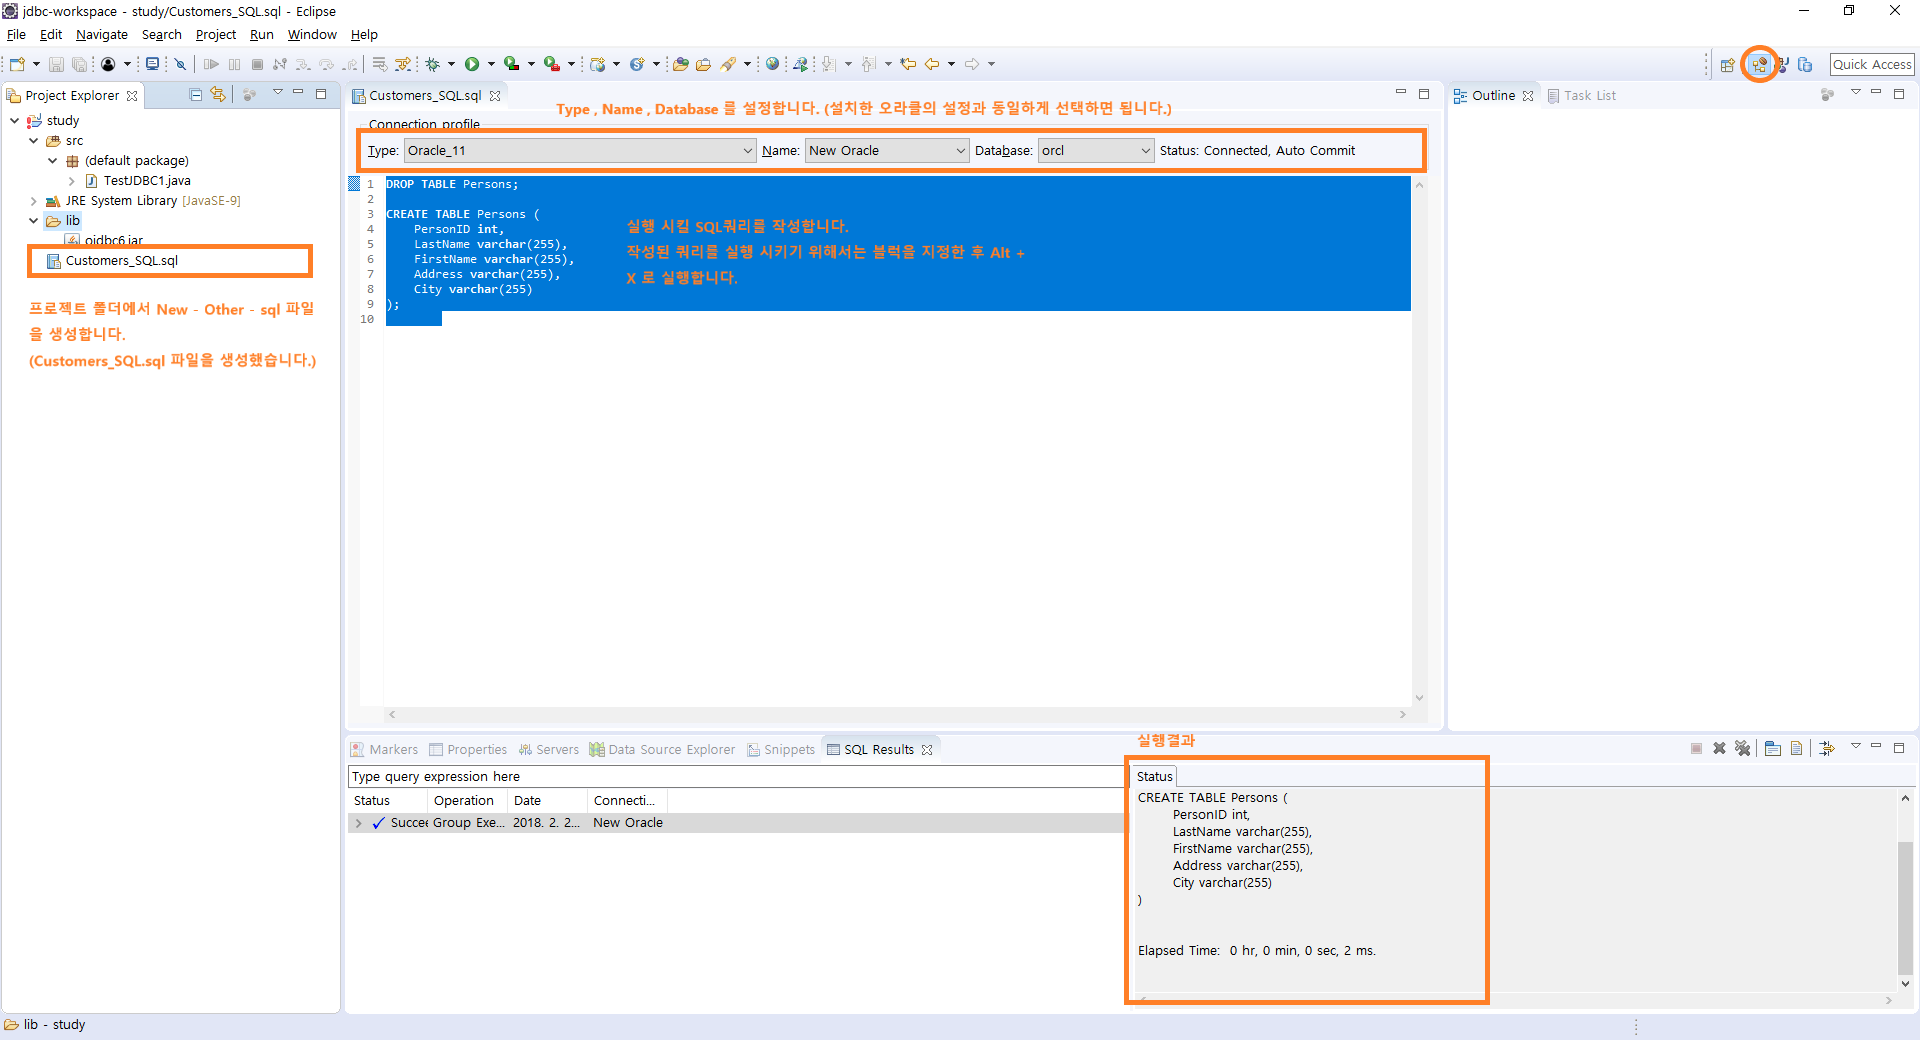 jdbc-workspace - study/Customers_SQL.sql - Eclipse
File Edit Navigate Search Project Run Window Help
Quick Access
Project Explorer
study
src
(default package)
TestJDBC1.java
JRE System Library [JavaSE-9]
lib
ojdbc6.jar
Customers_SQL.sql
프로젝트 폴더에서 New - Other - sql 파일
을 생성합니다.
(Customers_SQL.sql 파일을 생성했습니다.)
Customers_SQL.sql
Type , Name , Database 를 설정합니다. (설치한 오라클의 설정과 동일하게 선택하면 됩니다.)
Connection profile
Type: Oracle_11 Name: New Oracle Database: orcl Status: Connected, Auto Commit
1 DROP TABLE Persons;
2
3 CREATE TABLE Persons (
4 PersonID int,
5 LastName varchar(255),
6 FirstName varchar(255),
7 Address varchar(255),
8 City varchar(255)
9 );
10
실행 시킬 SQL쿼리를 작성합니다.
작성된 쿼리를 실행 시키기 위해서는 블럭을 지정한 후 Alt +
X 로 실행합니다.
Outline Task List
Markers Properties Servers Data Source Explorer Snippets SQL Results
Type query expression here
Status Operation Date Connecti...
Succe Group Exe... 2018. 2. 2... New Oracle
실행결과
Status
CREATE TABLE Persons (
PersonID int,
LastName varchar(255),
FirstName varchar(255),
Address varchar(255),
City varchar(255)
)
Elapsed Time: 0 hr, 0 min, 0 sec, 2 ms.
lib - study